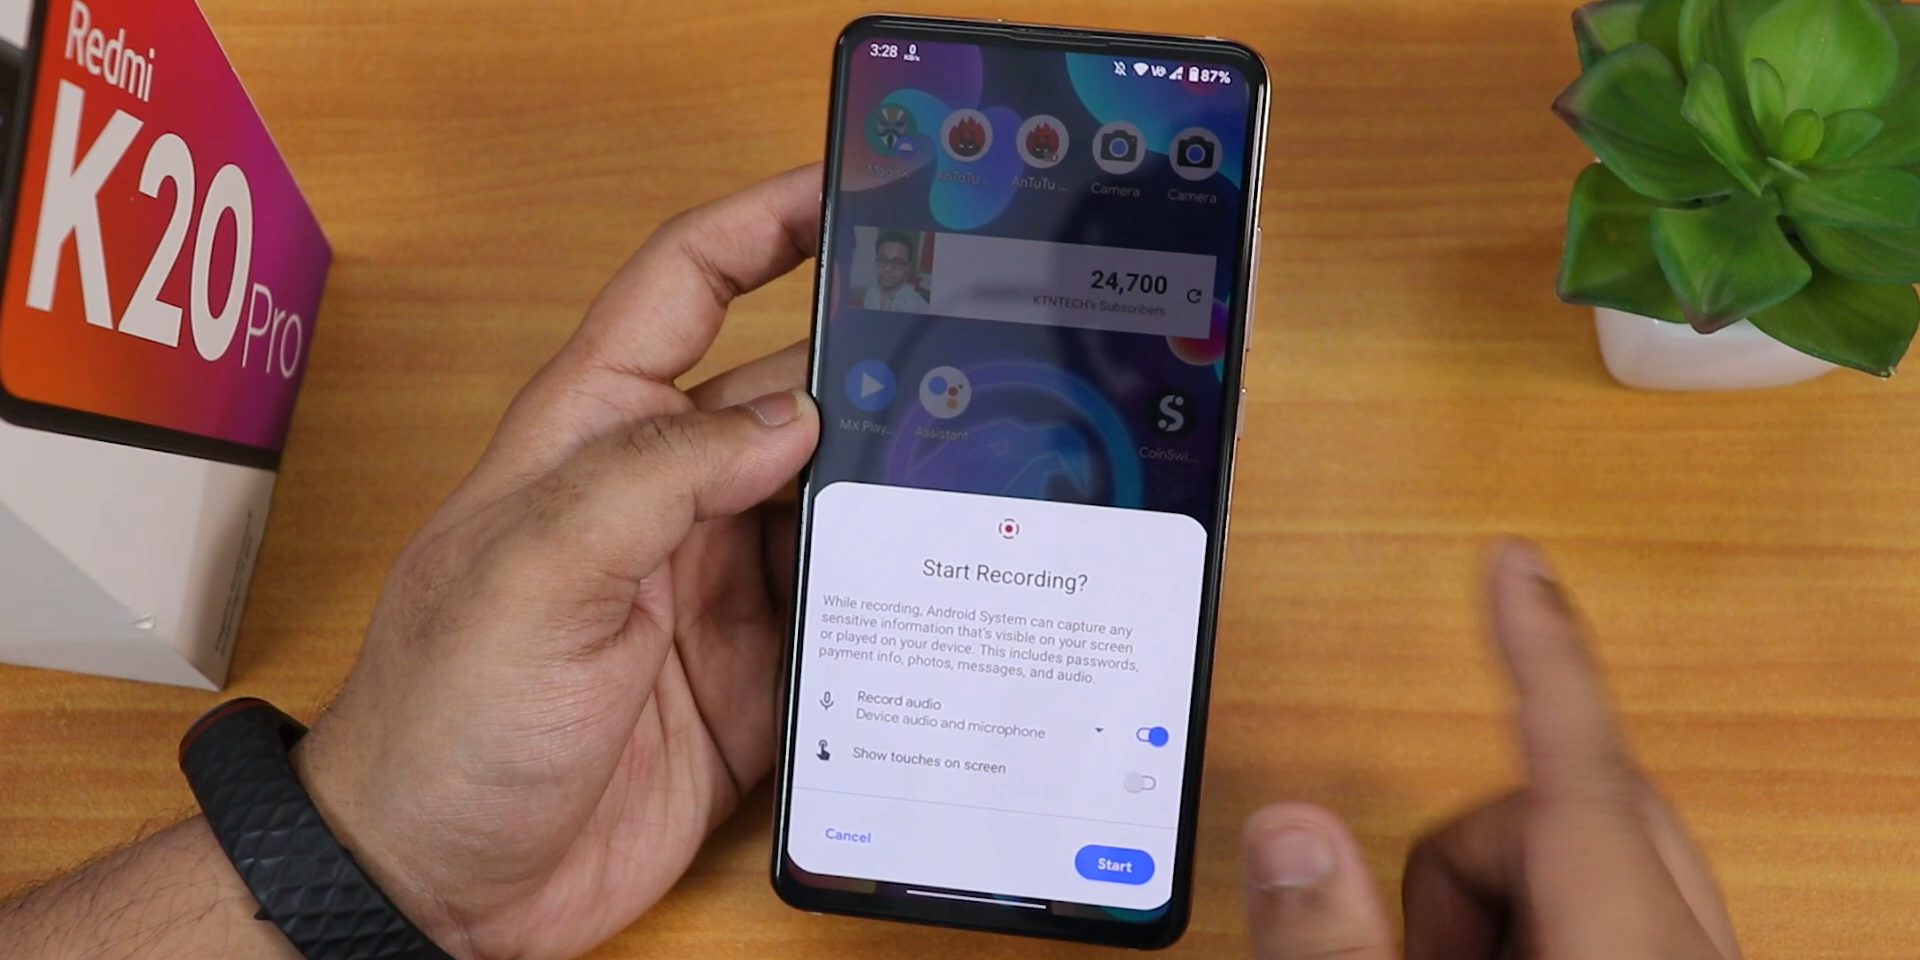 Redmi
K20
Pro
3:28 0
KB/s
87%
Magisk
AnTuTu ...
AnTuTu ...
Camera
Camera
24,700
KTNTECH's Subscribers
MX Play...
Assistant
CoinSwi...
Start Recording?
While recording, Android System can capture any
sensitive information that's visible on your screen
or played on your device. This includes passwords,
payment info, photos, messages, and audio.
Record audio
Device audio and microphone
Show touches on screen
Cancel
Start